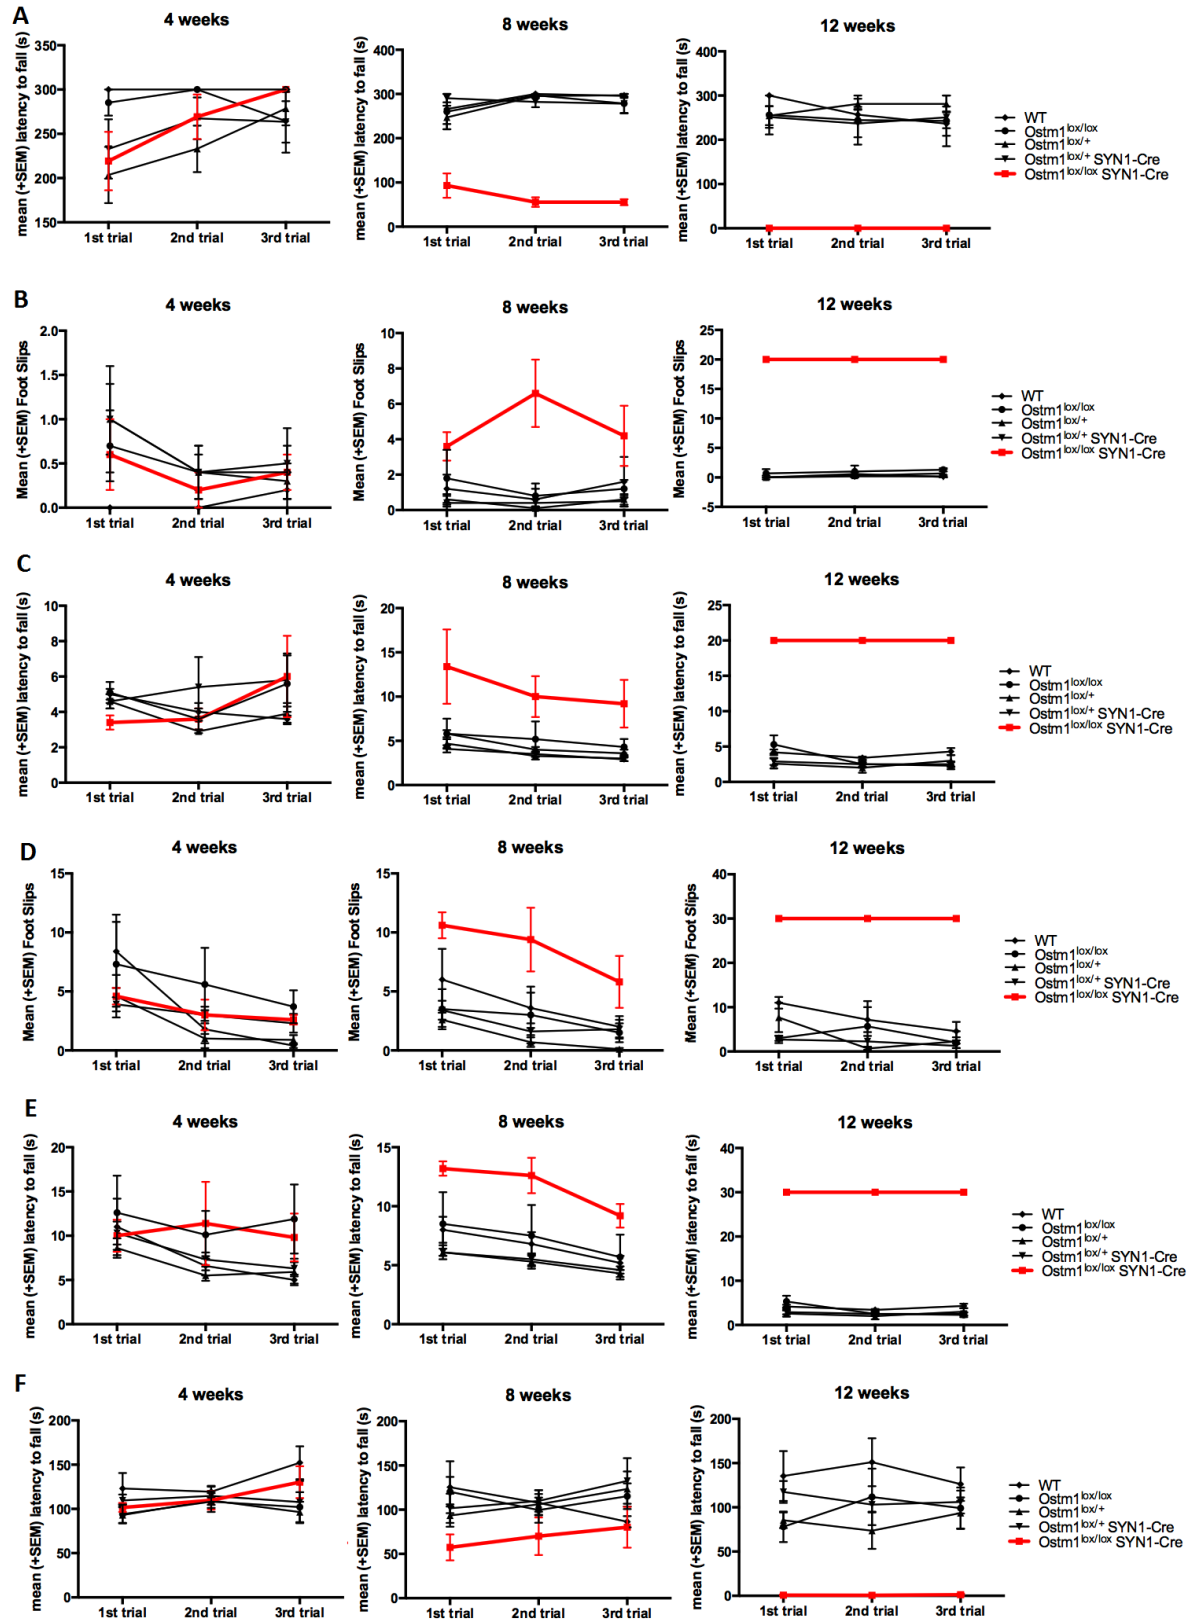 A
4 weeks
8 weeks
12 weeks
mean (+SEM) latency to fall (s)
350
300
250
200
150
1st trial
2nd trial
3rd trial
mean (+SEM) latency to fall (s)
400
300
200
100
0
1st trial
2nd trial
3rd trial
mean (+SEM) latency to fall (s)
400
300
200
100
0
1st trial
2nd trial
3rd trial
WT
Ostm1lox/lox
Ostm1lox/+
Ostm1lox/+ SYN1-Cre
Ostm1lox/lox SYN1-Cre
B
4 weeks
8 weeks
12 weeks
Mean (+SEM) Foot Slips
2.0
1.5
1.0
0.5
0.0
1st trial
2nd trial
3rd trial
Mean (+SEM) Foot Slips
10
8
6
4
2
0
1st trial
2nd trial
3rd trial
Mean (+SEM) Foot Slips
25
20
15
10
5
0
-5
1st trial
2nd trial
3rd trial
WT
Ostm1lox/lox
Ostm1lox/+
Ostm1lox/+ SYN1-Cre
Ostm1lox/lox SYN1-Cre
C
4 weeks
8 weeks
12 weeks
mean (+SEM) latency to fall (s)
10
8
6
4
2
0
1st trial
2nd trial
3rd trial
mean (+SEM) latency to fall (s)
20
15
10
5
0
1st trial
2nd trial
3rd trial
mean (+SEM) latency to fall (s)
25
20
15
10
5
0
1st trial
2nd trial
3rd trial
WT
Ostm1lox/lox
Ostm1lox/+
Ostm1lox/+ SYN1-Cre
Ostm1lox/lox SYN1-Cre
D
4 weeks
8 weeks
12 weeks
Mean (+SEM) Foot Slips
15
10
5
0
1st trial
2nd trial
3rd trial
Mean (+SEM) Foot Slips
15
10
5
0
1st trial
2nd trial
3rd trial
Mean (+SEM) Foot Slips
40
30
20
10
0
1st trial
2nd trial
3rd trial
WT
Ostm1lox/lox
Ostm1lox/+
Ostm1lox/+ SYN1-Cre
Ostm1lox/lox SYN1-Cre
E
4 weeks
8 weeks
12 weeks
mean (+SEM) latency to fall (s)
20
15
10
5
0
1st trial
2nd trial
3rd trial
mean (+SEM) latency to fall (s)
15
10
5
0
1st trial
2nd trial
3rd trial
mean (+SEM) latency to fall (s)
40
30
20
10
0
1st trial
2nd trial
3rd trial
WT
Ostm1lox/lox
Ostm1lox/+
Ostm1lox/+ SYN1-Cre
Ostm1lox/lox SYN1-Cre
F
4 weeks
8 weeks
12 weeks
mean (+SEM) latency to fall (s)
200
150
100
50
0
1st trial
2nd trial
3rd trial
mean (+SEM) latency to fall (s)
200
150
100
50
0
1st trial
2nd trial
3rd trial
mean (+SEM) latency to fall (s)
200
150
100
50
0
1st trial
2nd trial
3rd trial
WT
Ostm1lox/lox
Ostm1lox/+
Ostm1lox/+ SYN1-Cre
Ostm1lox/lox SYN1-Cre